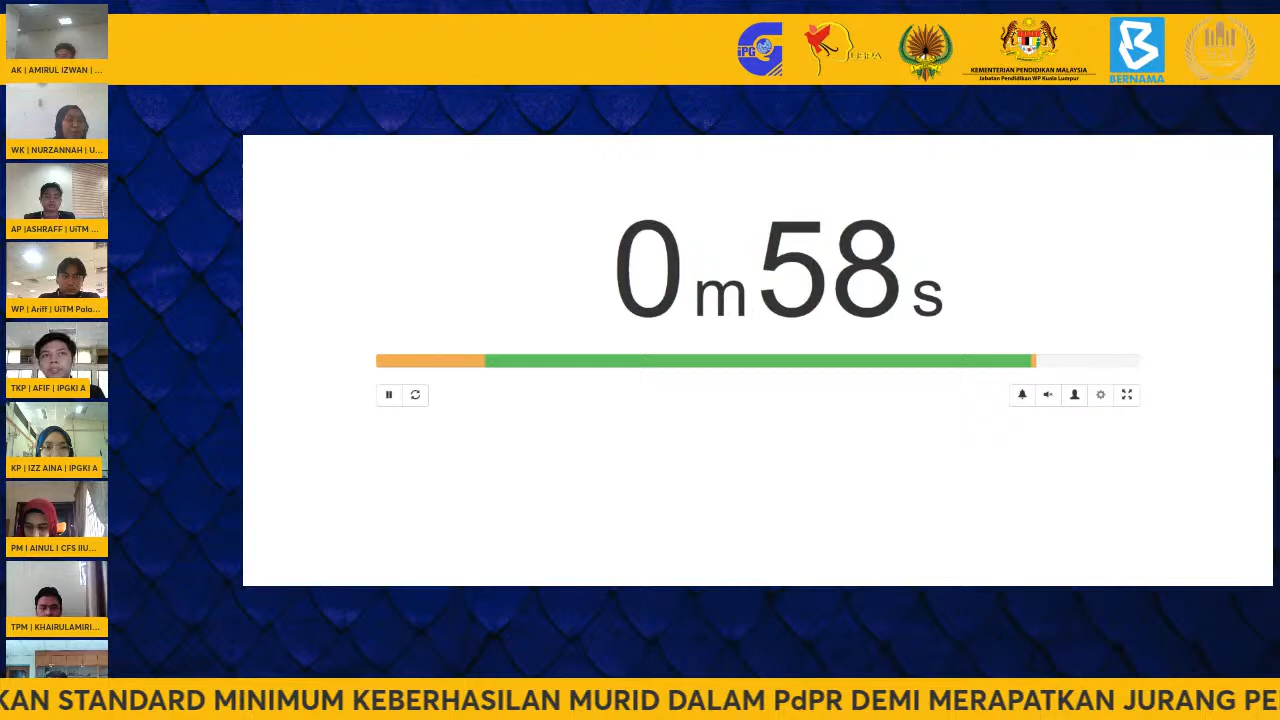 AK | AMIRUL IZWAN | ...
WK | NURZANNAH | U...
AP |ASHRAFF | UiTM ...
WP | Ariff | UiTM Pala...
TKP | AFIF | IPGKI A
KP | IZZ AINA | IPGKI A
PM I AINUL I CFS IIU...
TPM | KHAIRULAMIRI...
iPG
KEMENTERIAN PENDIDIKAN MALAYSIA
Jabatan Pendidikan WP Kuala Lumpur
BERNAMA
0m58s
KAN STANDARD MINIMUM KEBERHASILAN MURID DALAM PdPR DEMI MERAPATKAN JURANG PE